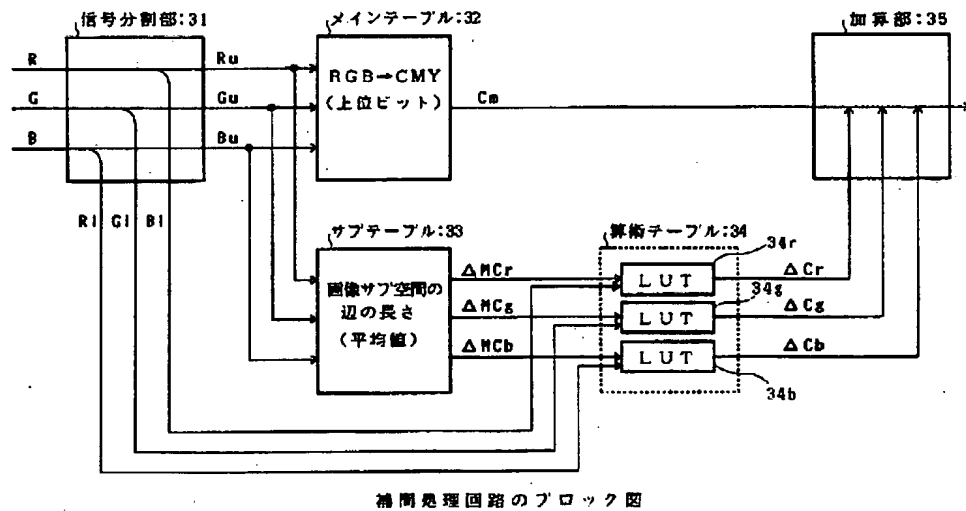 信号分割部:31
メインテーブル:32
加算部:35
R
Ru
RGB→CMY
(上位ビット)
G
Gu
Cm
B
Bu
Rl Gl Bl
サブテーブル:33
算術テーブル:34
34r
画像サブ空間の
辺の長さ
(平均値)
ΔMCr
LUT
ΔCr
34g
ΔMCg
LUT
ΔCg
ΔMCb
LUT
ΔCb
34b
補間処理回路のブロック図